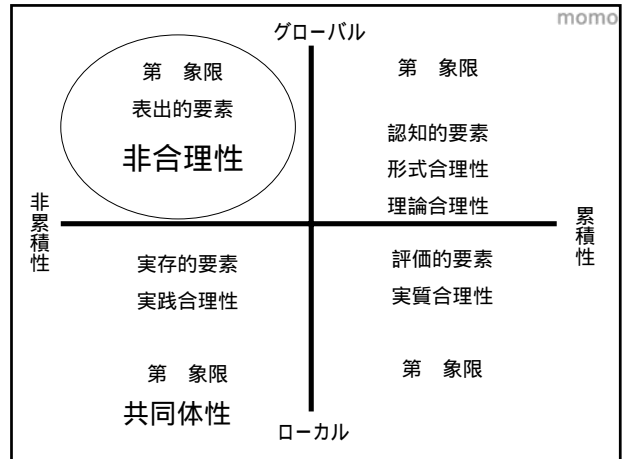 momo
グローバル
第　象限
表出的要素
非合理性
第　象限
認知的要素
形式合理性
理論合理性
非累積性
累積性
実存的要素
実践合理性
第　象限
共同体性
評価的要素
実質合理性
第　象限
ローカル